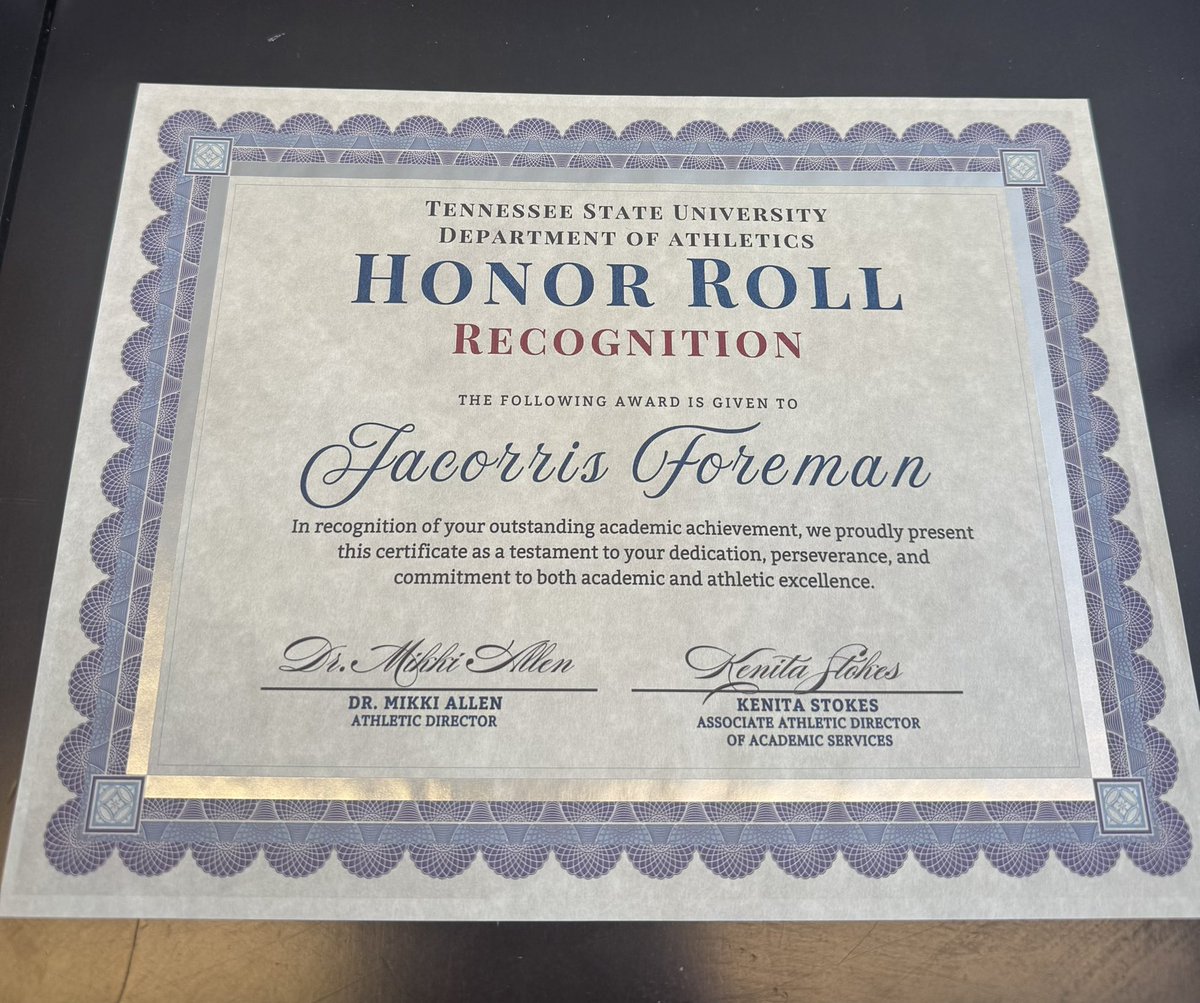 TENNESSEE STATE UNIVERSITY
DEPARTMENT OF ATHLETICS
HONOR ROLL
RECOGNITION
THE FOLLOWING AWARD IS GIVEN TO
Jacorris Foreman
In recognition of your outstanding academic achievement, we proudly present
this certificate as a testament to your dedication, perseverance, and
commitment to both academic and athletic excellence.
Dr. Mikki Allen Kenita Stokes
DR. MIKKI ALLEN KENITA STOKES
ATHLETIC DIRECTOR ASSOCIATE ATHLETIC DIRECTOR
OF ACADEMIC SERVICES